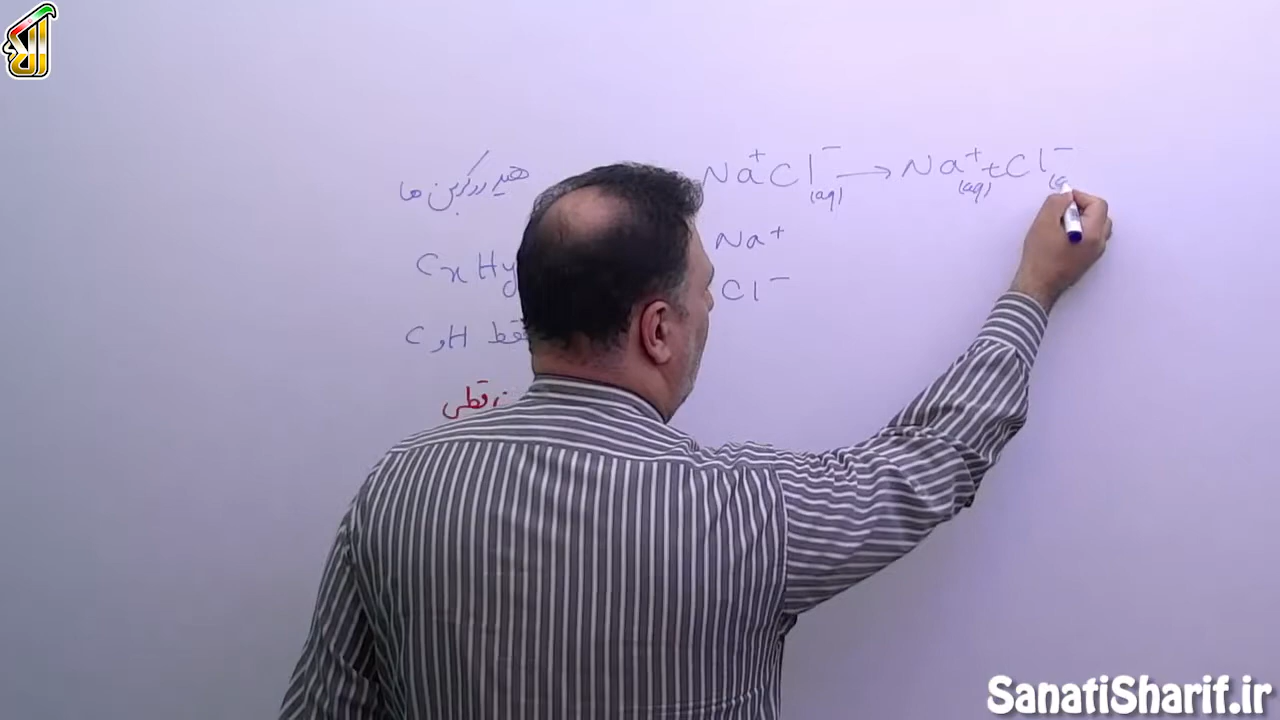 هیدروکربن ها
CxHy
فقط C و H
قطبی
Na⁺Cl⁻(aq) → Na⁺(aq) + Cl⁻(a
Na⁺
Cl⁻
SanatiSharif.ir